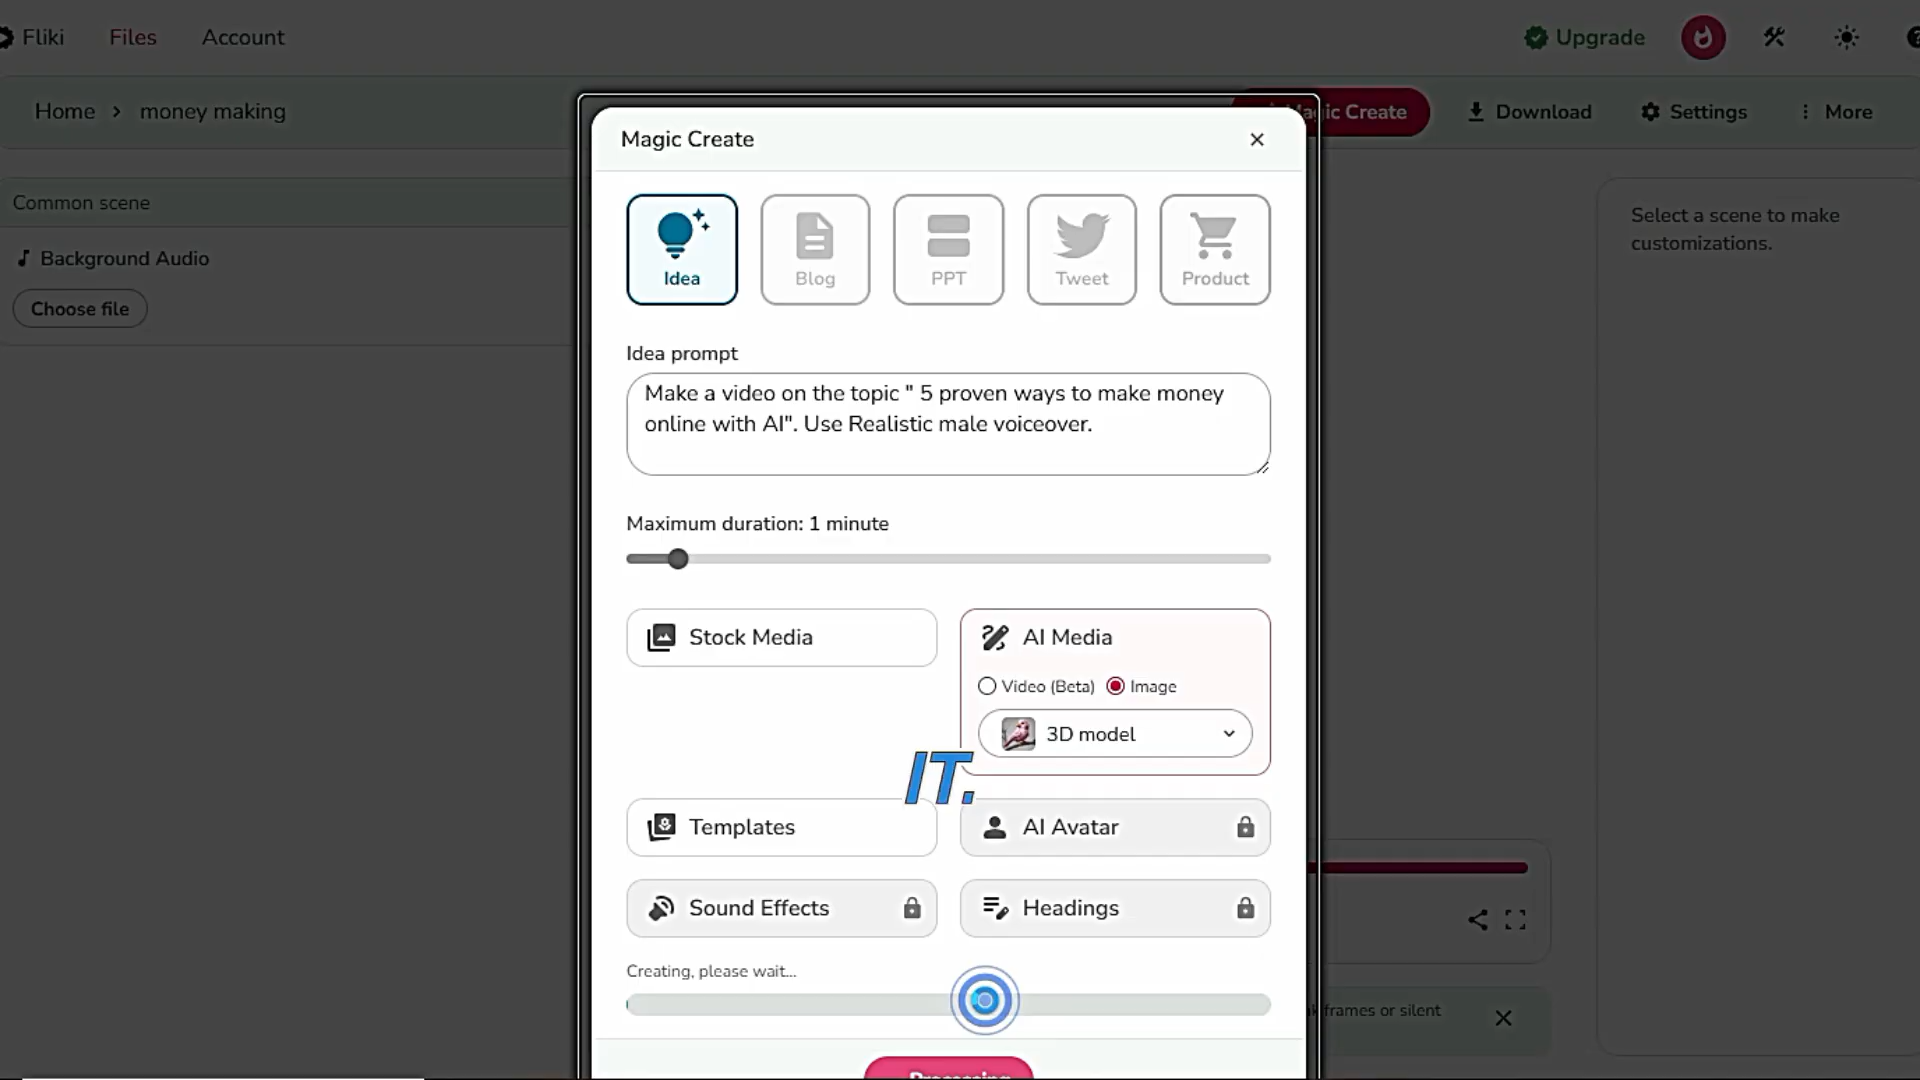 Fliki Files Account Upgrade
Home > money making
Magic Create Download Settings More
Magic Create
Common scene
Background Audio
Choose file
Idea
Blog
PPT
Tweet
Product
Select a scene to make
customizations.
Idea prompt
Make a video on the topic " 5 proven ways to make money
online with AI". Use Realistic male voiceover.
Maximum duration: 1 minute
Stock Media
AI Media
Video (Beta) Image
3D model
IT.
Templates
AI Avatar
Sound Effects
Headings
Creating, please wait...
frames or silent
Processing